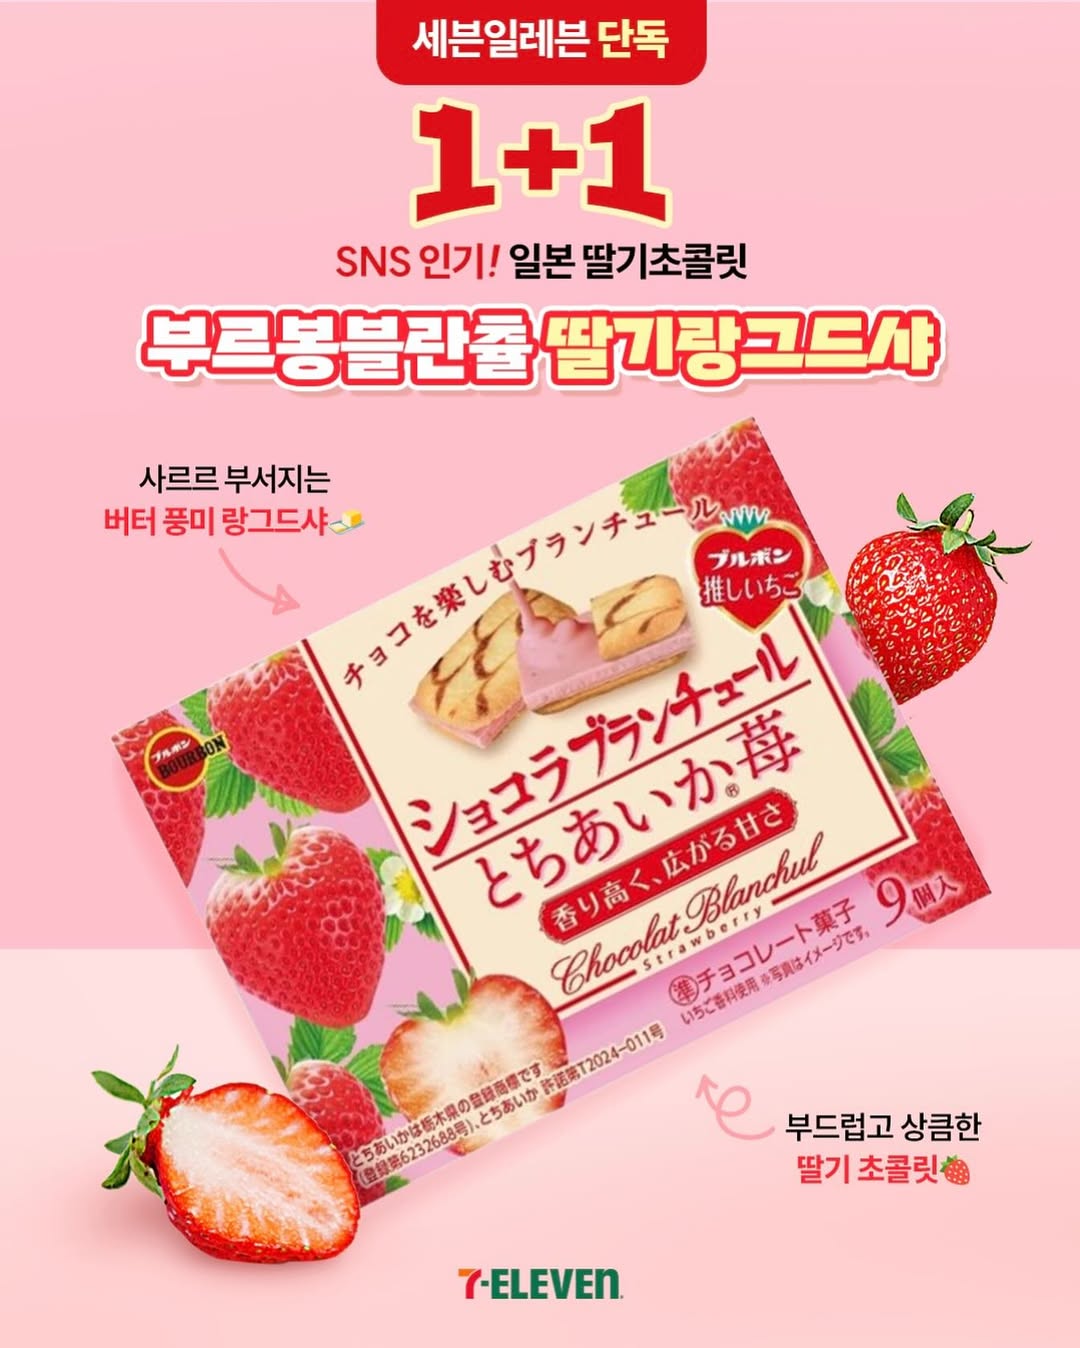 세븐일레븐 단독
1+1
SNS 인기! 일본 딸기초콜릿
부르봉블란츌 딸기랑그드샤
사르르 부서지는
버터 풍미 랑그드샤
チョコを楽しむブランチュール
ブルボン
推しいちご
ブルボン
BOURBON
ショコラブランチュール
とちあいか®苺
香り高く、広がる甘さ
Chocolat Blanchul
Strawberry
9個入
準チョコレート菓子
いちご香料使用 ※写真はイメージです。
とちあいかは栃木県の登録商標です
(登録第6232688号)、とちあいか 許諾第T2024-011号
부드럽고 상큼한
딸기 초콜릿
7-ELEVEn